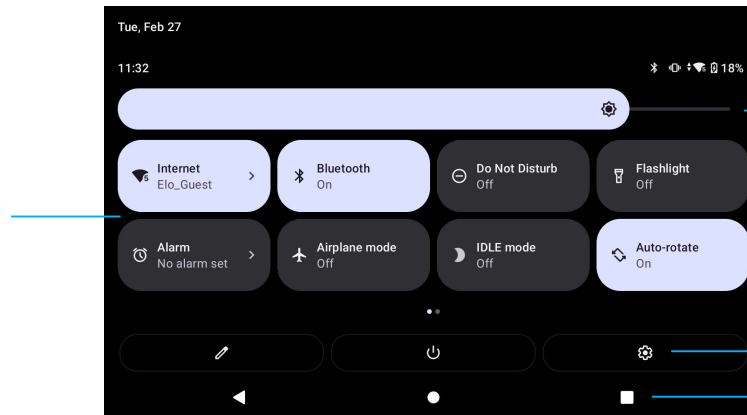 Tue, Feb 27
11:32
18%
Internet
Elo_Guest
Bluetooth
On
Do Not Disturb
Off
Flashlight
Off
Alarm
No alarm set
Airplane mode
Off
IDLE mode
Off
Auto-rotate
On